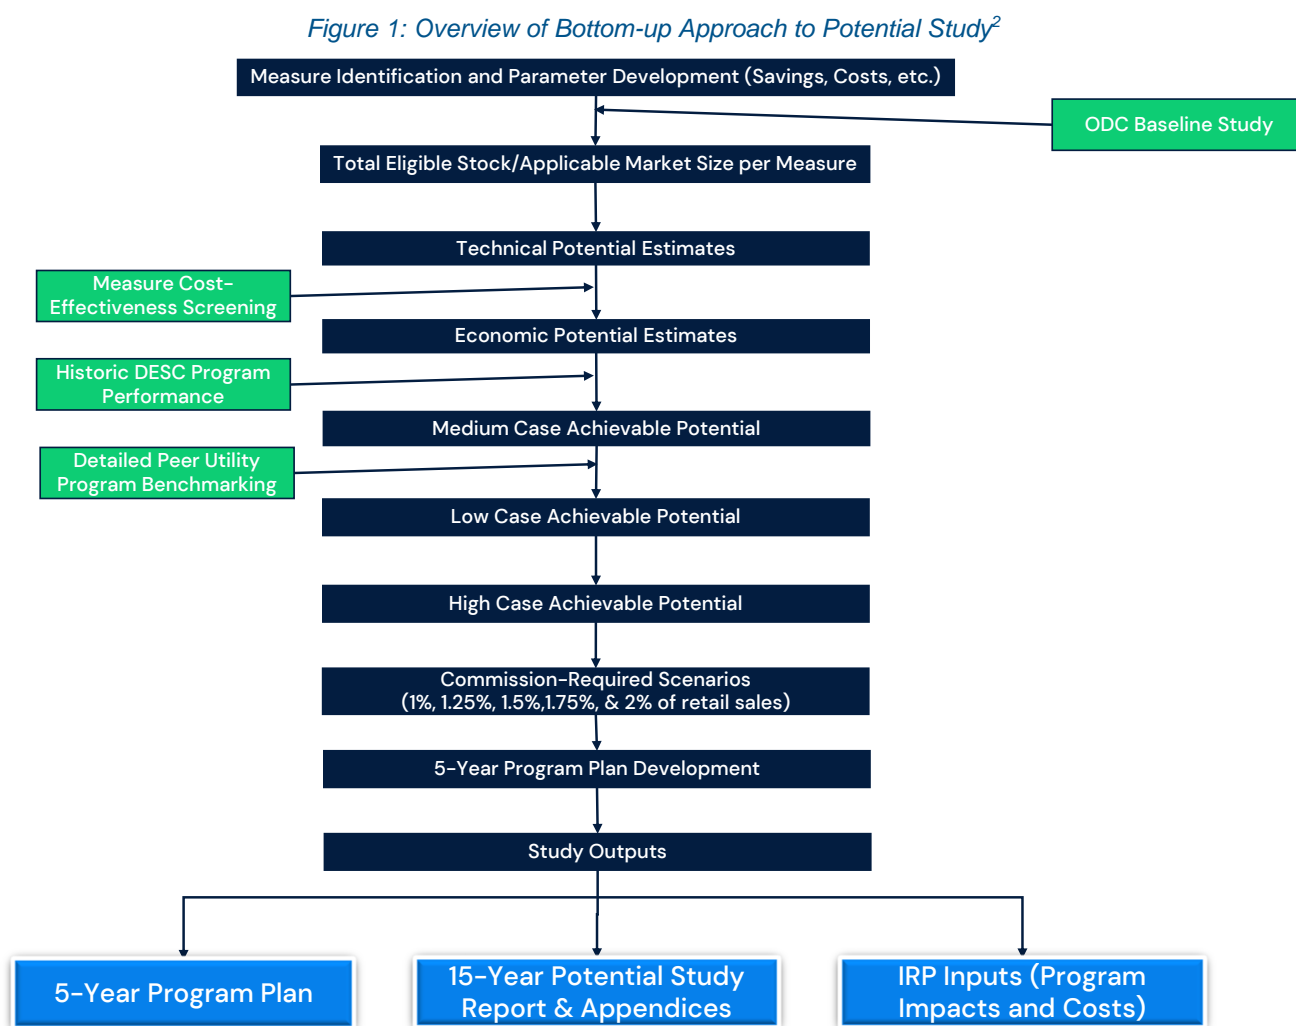 Figure 1: Overview of Bottom-up Approach to Potential Study2
Measure Identification and Parameter Development (Savings, Costs, etc.)
ODC Baseline Study
Total Eligible Stock/Applicable Market Size per Measure
Technical Potential Estimates
Measure Cost-
Effectiveness Screening
Economic Potential Estimates
Historic DESC Program
Performance
Medium Case Achievable Potential
Detailed Peer Utility
Program Benchmarking
Low Case Achievable Potential
High Case Achievable Potential
Commission-Required Scenarios
(1%, 1.25%, 1.5%,1.75%, & 2% of retail sales)
5-Year Program Plan Development
Study Outputs
5-Year Program Plan
15-Year Potential Study
Report & Appendices
IRP Inputs (Program
Impacts and Costs)